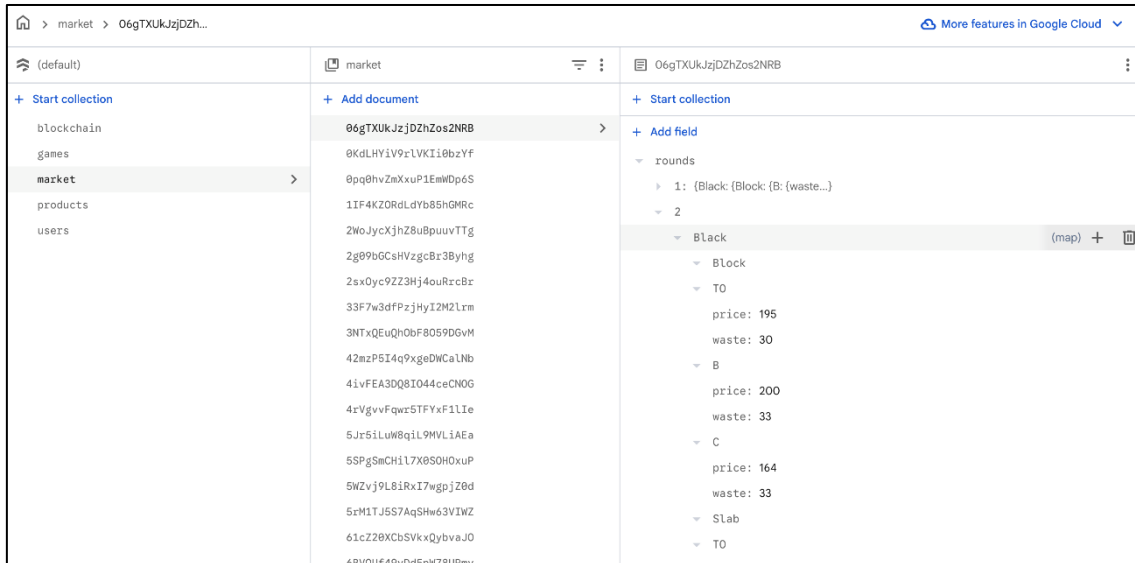 market > 06gTXUkJzjDZh...
More features in Google Cloud
(default)
+ Start collection
blockchain
games
market
products
users
market
+ Add document
06gTXUkJzjDZhZos2NRB
0KdLHYiV9rlVKIi0bzYf
0pq0hvZmXxuP1EmWDp6S
1IF4KZORdLdYb85hGMRc
2WoJycXjhZ8uBpuuvTTg
2g09bGCsHVzgcBr3Byhg
2sxOyc9ZZ3Hj4ouRrcBr
33F7w3dfPzjHyI2M2lrm
3NTxQEuQhObF8O59DGvM
42mzP5I4q9xgeDWCalNb
4ivFEA3DQ8IO44ceCNOG
4rVgvvFqwr5TFYxF1lIe
5Jr5iLuW8qiL9MVLiAEa
5SPgSmCHil7X0SOHOxuP
5WZvj9L8iRxI7wgpjZ0d
5rM1TJ5S7AqSHw63VIWZ
61cZ20XCbSVkxQybvaJO
06gTXUkJzjDZhZos2NRB
+ Start collection
+ Add field
rounds
1: {Black: {Block: {B: {waste...}
2
Black (map) +
Block
TO
price: 195
waste: 30
B
price: 200
waste: 33
C
price: 164
waste: 33
Slab
TO